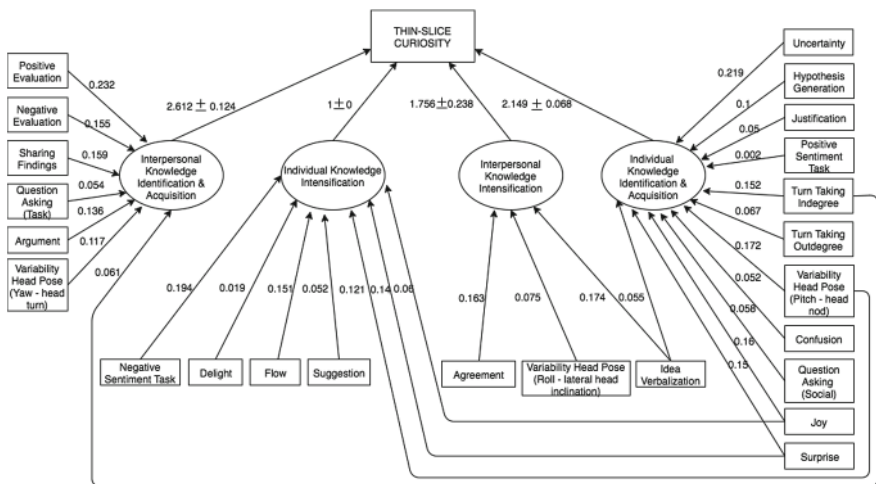 THIN-SLICE
CURIOSITY
Positive
Evaluation
Negative
Evaluation
Sharing
Findings
Question
Asking
(Task)
Argument
Variability
Head Pose
(Yaw - head
turn)
0.232
0.155
0.159
0.054
0.136
0.117
0.061
2.612 ± 0.124
1±0
1.756±0.238
2.149 ± 0.068
Interpersonal
Knowledge
Identification &
Acquisition
Individual Knowledge
Intensification
Interpersonal
Knowledge
Intensification
Individual Knowledge
Identification &
Acquisition
0.219
0.1
0.05
0.002
0.152
0.067
0.172
0.052
0.058
0.16
0.15
Uncertainty
Hypothesis
Generation
Justification
Positive
Sentiment
Task
Turn Taking
Indegree
Turn Taking
Outdegree
Variability
Head Pose
(Pitch - head
nod)
Confusion
Question
Asking
(Social)
Joy
Surprise
0.194
0.019
0.151
0.052
0.121
0.14
0.06
0.163
0.075
0.174
0.055
Negative
Sentiment Task
Delight
Flow
Suggestion
Agreement
Variability Head Pose
(Roll - lateral head
inclination)
Idea
Verbalization